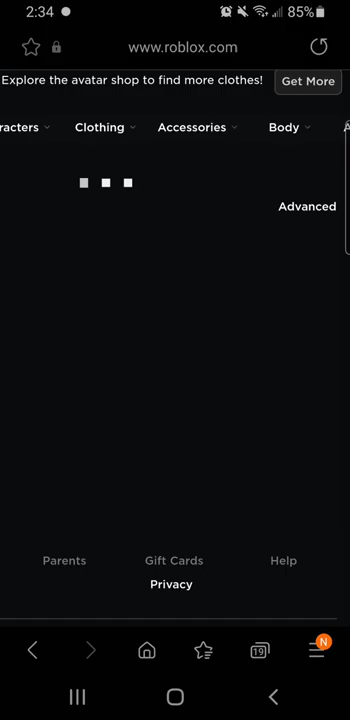 2:34 85%
www.roblox.com
Explore the avatar shop to find more clothes! Get More
racters Clothing Accessories Body
Advanced
Parents Gift Cards Help
Privacy
19 N